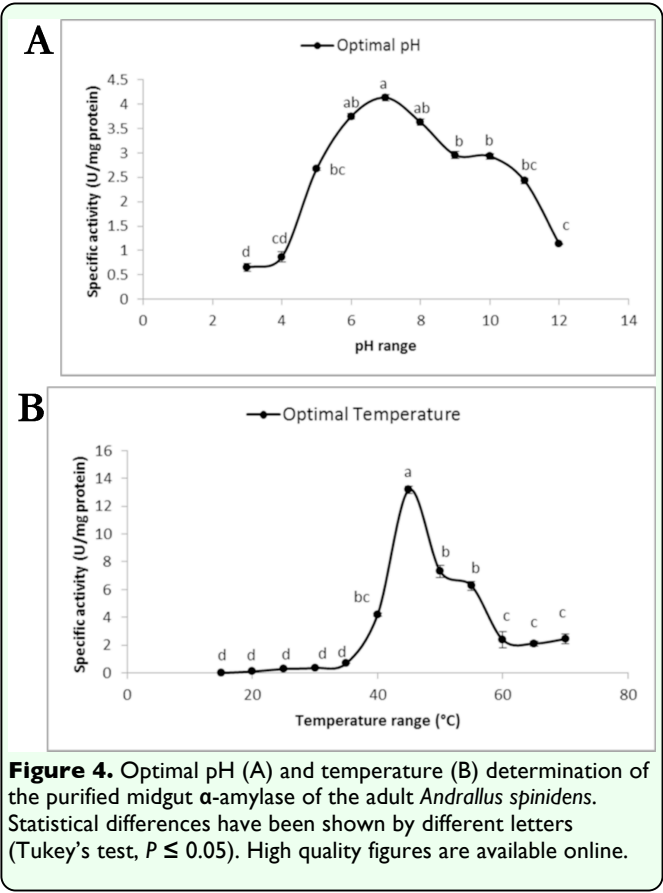 A
Optimal pH
Specific activity (U/mg protein)
4.5
4
3.5
3
2.5
2
1.5
1
0.5
0
d
cd
bc
ab
a
ab
b
b
bc
c
0 2 4 6 8 10 12 14
pH range
B
Optimal Temperature
Specific activity (U/mg protein)
16
14
12
10
8
6
4
2
0
d d d d d
bc
a
b
b
c c c
0 20 40 60 80
Temperature range (°C)
Figure 4. Optimal pH (A) and temperature (B) determination of
the purified midgut α-amylase of the adult Andrallus spinidens.
Statistical differences have been shown by different letters
(Tukey's test, P ≤ 0.05). High quality figures are available online.